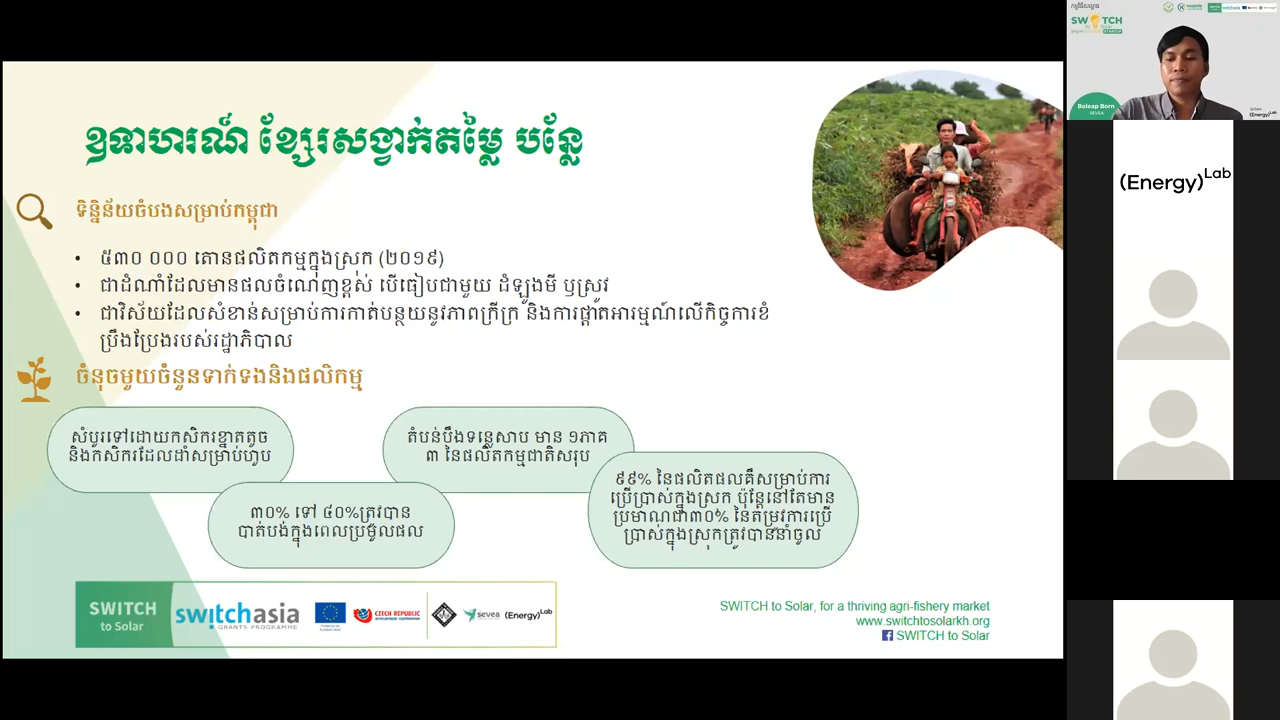 ឧទាហរណ៍ ខ្សែរសង្វាក់តម្លៃ បន្លែ
ទិន្និន័យចំបងសម្រាប់កម្ពុជា
• ៥៣០ ០០០ តោនផលិតកម្មក្នុងស្រុក (២០១៩)
• ជាដំណាំដែលមានផលចំណេញខ្ពស់ បើធៀបជាមួយ ដំឡូងមី ឫស្រូវ
• ជាវិស័យដែលសំខាន់សម្រាប់ការកាត់បន្ថយនូវភាពក្រីក្រ និងការផ្តាតអារម្មណ៍លើកិច្ចការខំ
ប្រឹងប្រែងរបស់រដ្ឋាភិបាល
ចំនុចមួយចំនួនទាក់ទងនិងផលិកម្ម
សំបូរទៅដោយកសិករខ្នាតតូច
និងកសិករដែលដាំសម្រាប់ហូប
តំបន់បឹងទន្លេសាប មាន ១ភាគ
៣ នៃផលិតកម្មជាតិសរុប
៣០% ទៅ ៤០%ត្រូវបាន
បាត់បង់ក្នុងពេលប្រមូលផល
៩៩% នៃផលិតផលគឺសម្រាប់ការ
ប្រើប្រាស់ក្នុងស្រុក ប៉ុន្តែនៅតែមាន
ប្រមាណជា៣០% នៃតម្រូវការប្រើ
ប្រាស់ក្នុងស្រុកត្រូវបាននាំចូល
SWITCH
to Solar
switchasia
GRANTS PROGRAMME
CZECH REPUBLIC
sevea
(Energy)Lab
SWITCH to Solar, for a thriving agri-fishery market
www.switchtosolarkh.org
SWITCH to Solar
SWITCH
Boleap Born
SEVEA
(Energy)Lab
(Energy)Lab